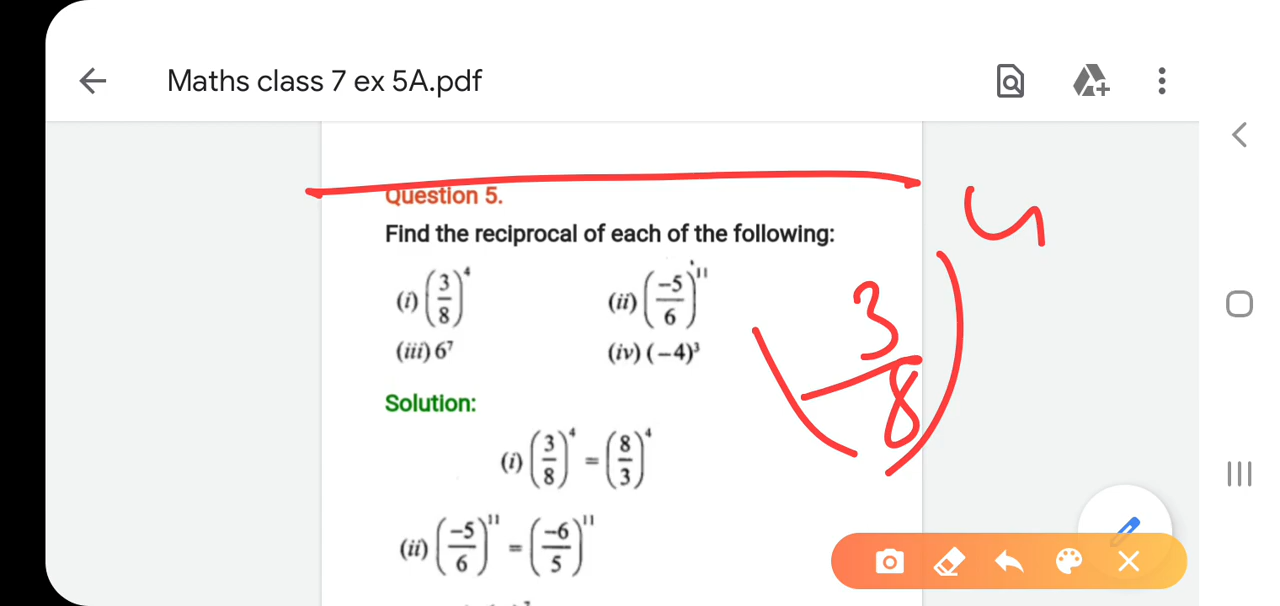 Maths class 7 ex 5A.pdf
Question 5.
Find the reciprocal of each of the following:
(i) (3/8)⁴ (ii) (-5/6)¹¹
(iii) 6⁷ (iv) (-4)³
(3/8)⁴
Solution:
(i) (3/8)⁴ = (8/3)⁴
(ii) (-5/6)¹¹ = (-6/5)¹¹